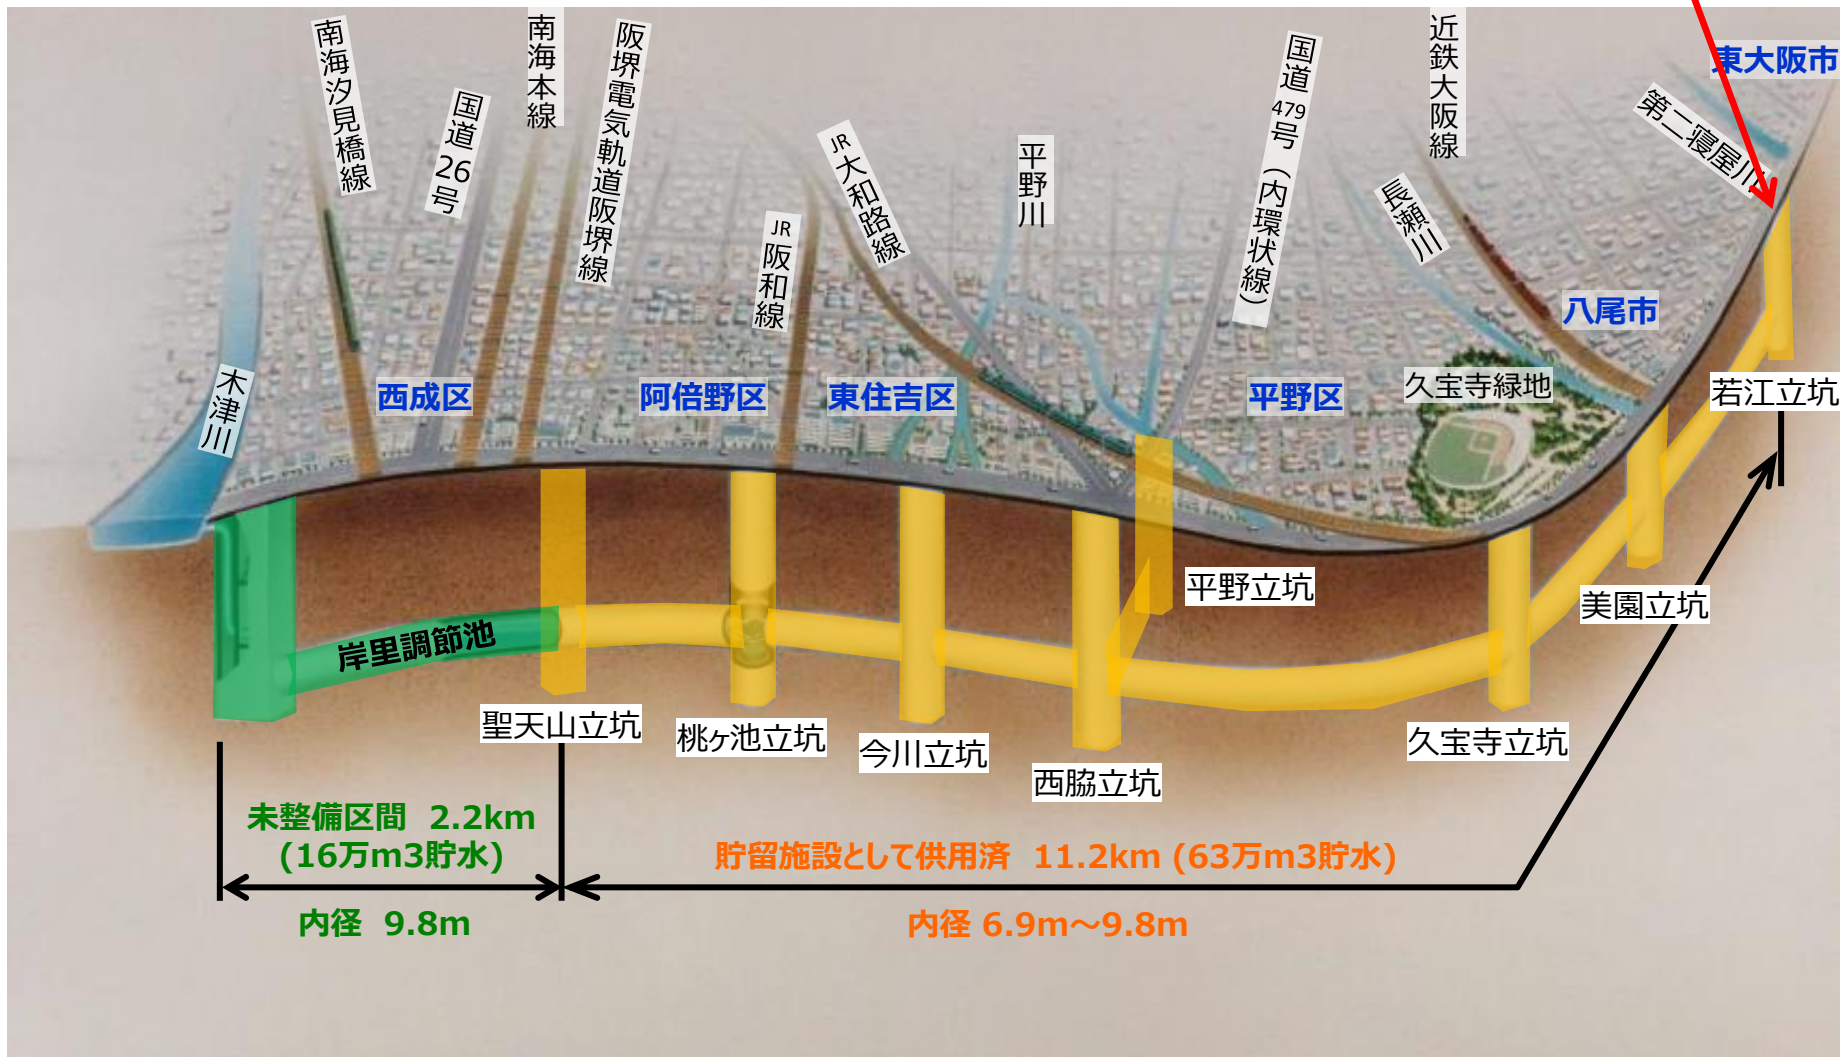 南海汐見橋線
国道26号
南海本線
阪堺電気軌道阪堺線
JR阪和線
JR大和路線
平野川
国道479号(内環状線)
近鉄大阪線
長瀬川
第二寝屋川
東大阪市
八尾市
木津川
西成区
阿倍野区
東住吉区
平野区
久宝寺緑地
若江立坑
平野立坑
美園立坑
岸里調節池
聖天山立坑
桃ヶ池立坑
今川立坑
西脇立坑
久宝寺立坑
未整備区間 2.2km
(16万m3貯水)
内径 9.8m
貯留施設として供用済 11.2km (63万m3貯水)
内径 6.9m～9.8m